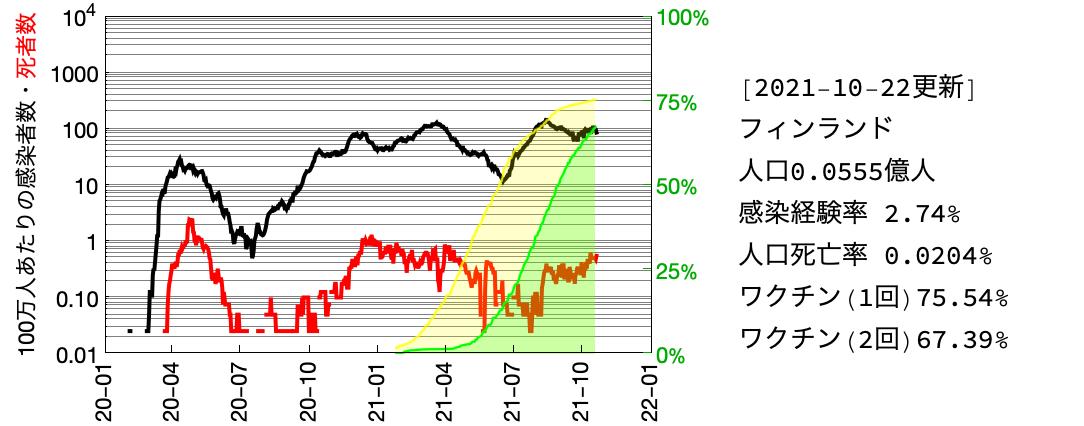 100万人あたりの感染者数・死者数
10^4
1000
100
10
1
0.10
0.01
100%
75%
50%
25%
0%
20-01
20-04
20-07
20-10
21-01
21-04
21-07
21-10
22-01
[2021-10-22更新]
フィンランド
人口0.0555億人
感染経験率 2.74%
人口死亡率 0.0204%
ワクチン(1回)75.54%
ワクチン(2回)67.39%